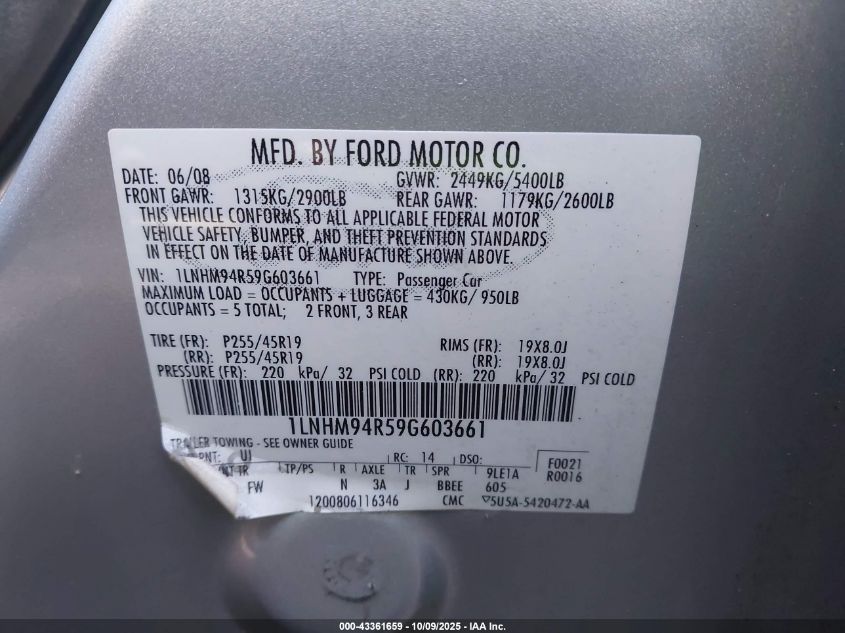 MFD. BY FORD MOTOR CO.
DATE: 06/08 GVWR: 2449KG/5400LB
FRONT GAWR: 1315KG/2900LB REAR GAWR: 1179KG/2600LB
THIS VEHICLE CONFORMS TO ALL APPLICABLE FEDERAL MOTOR
VEHICLE SAFETY, BUMPER, AND THEFT PREVENTION STANDARDS
IN EFFECT ON THE DATE OF MANUFACTURE SHOWN ABOVE.
VIN: 1LNHM94R59G603661 TYPE: Passenger Car
MAXIMUM LOAD = OCCUPANTS + LUGGAGE = 430KG/ 950LB
OCCUPANTS = 5 TOTAL; 2 FRONT, 3 REAR
TIRE (FR): P255/45R19 RIMS (FR): 19X8.0J
(RR): P255/45R19 (RR): 19X8.0J
PRESSURE (FR): 220 kPa/ 32 PSI COLD (RR): 220 kPa/ 32 PSI COLD
1LNHM94R59G603661
TRAILER TOWING - SEE OWNER GUIDE
PNT: UJ RC: 14 DSO: F0021
INT TR TP/PS R AXLE TR SPR 9LE1A R0016
FW N 3A J BBEE 605
1200806116346 CMC ▽5U5A-5420472-AA
000-43361659 - 10/09/2025 - IAA Inc.